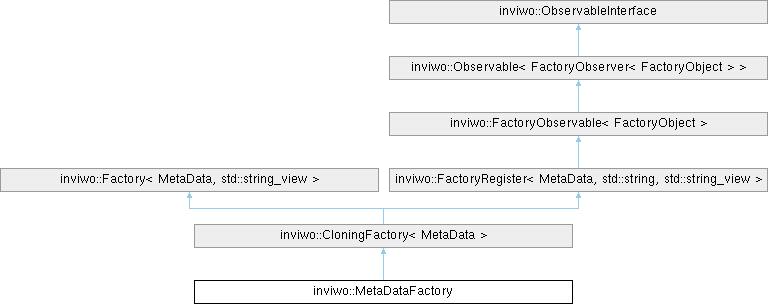 inviwo::ObservableInterface
inviwo::Observable< FactoryObserver< FactoryObject > >
inviwo::FactoryObservable< FactoryObject >
inviwo::Factory< MetaData, std::string_view >
inviwo::FactoryRegister< MetaData, std::string, std::string_view >
inviwo::CloningFactory< MetaData >
inviwo::MetaDataFactory